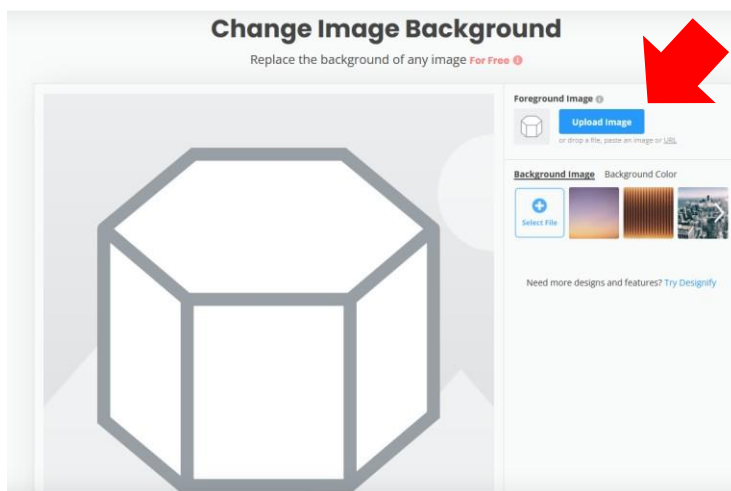 Change Image Background
Replace the background of any image For Free
Foreground Image
Upload Image
or drop a file, paste an image or URL
Background Image Background Color
Select File
Need more designs and features? Try Designify